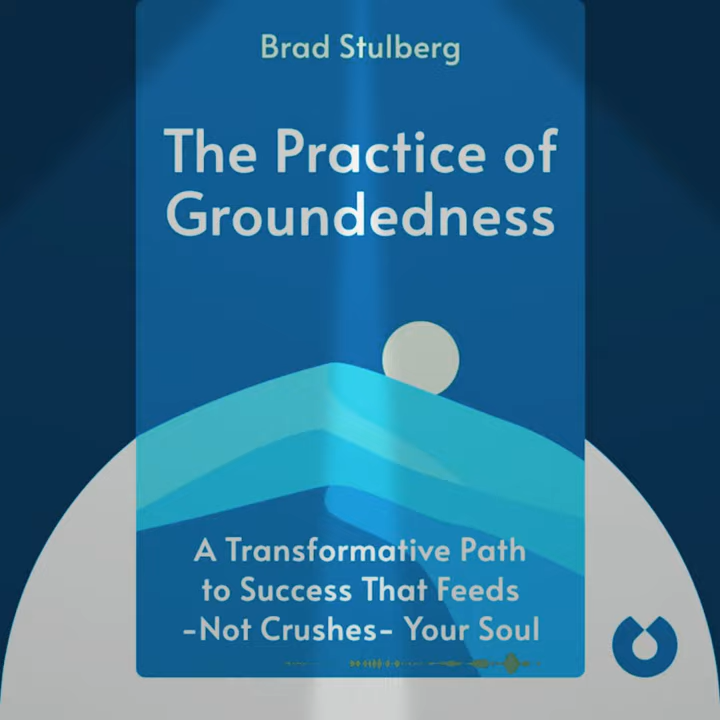 Brad Stulberg
The Practice of
Groundedness
A Transformative Path
to Success That Feeds
-Not Crushes- Your Soul